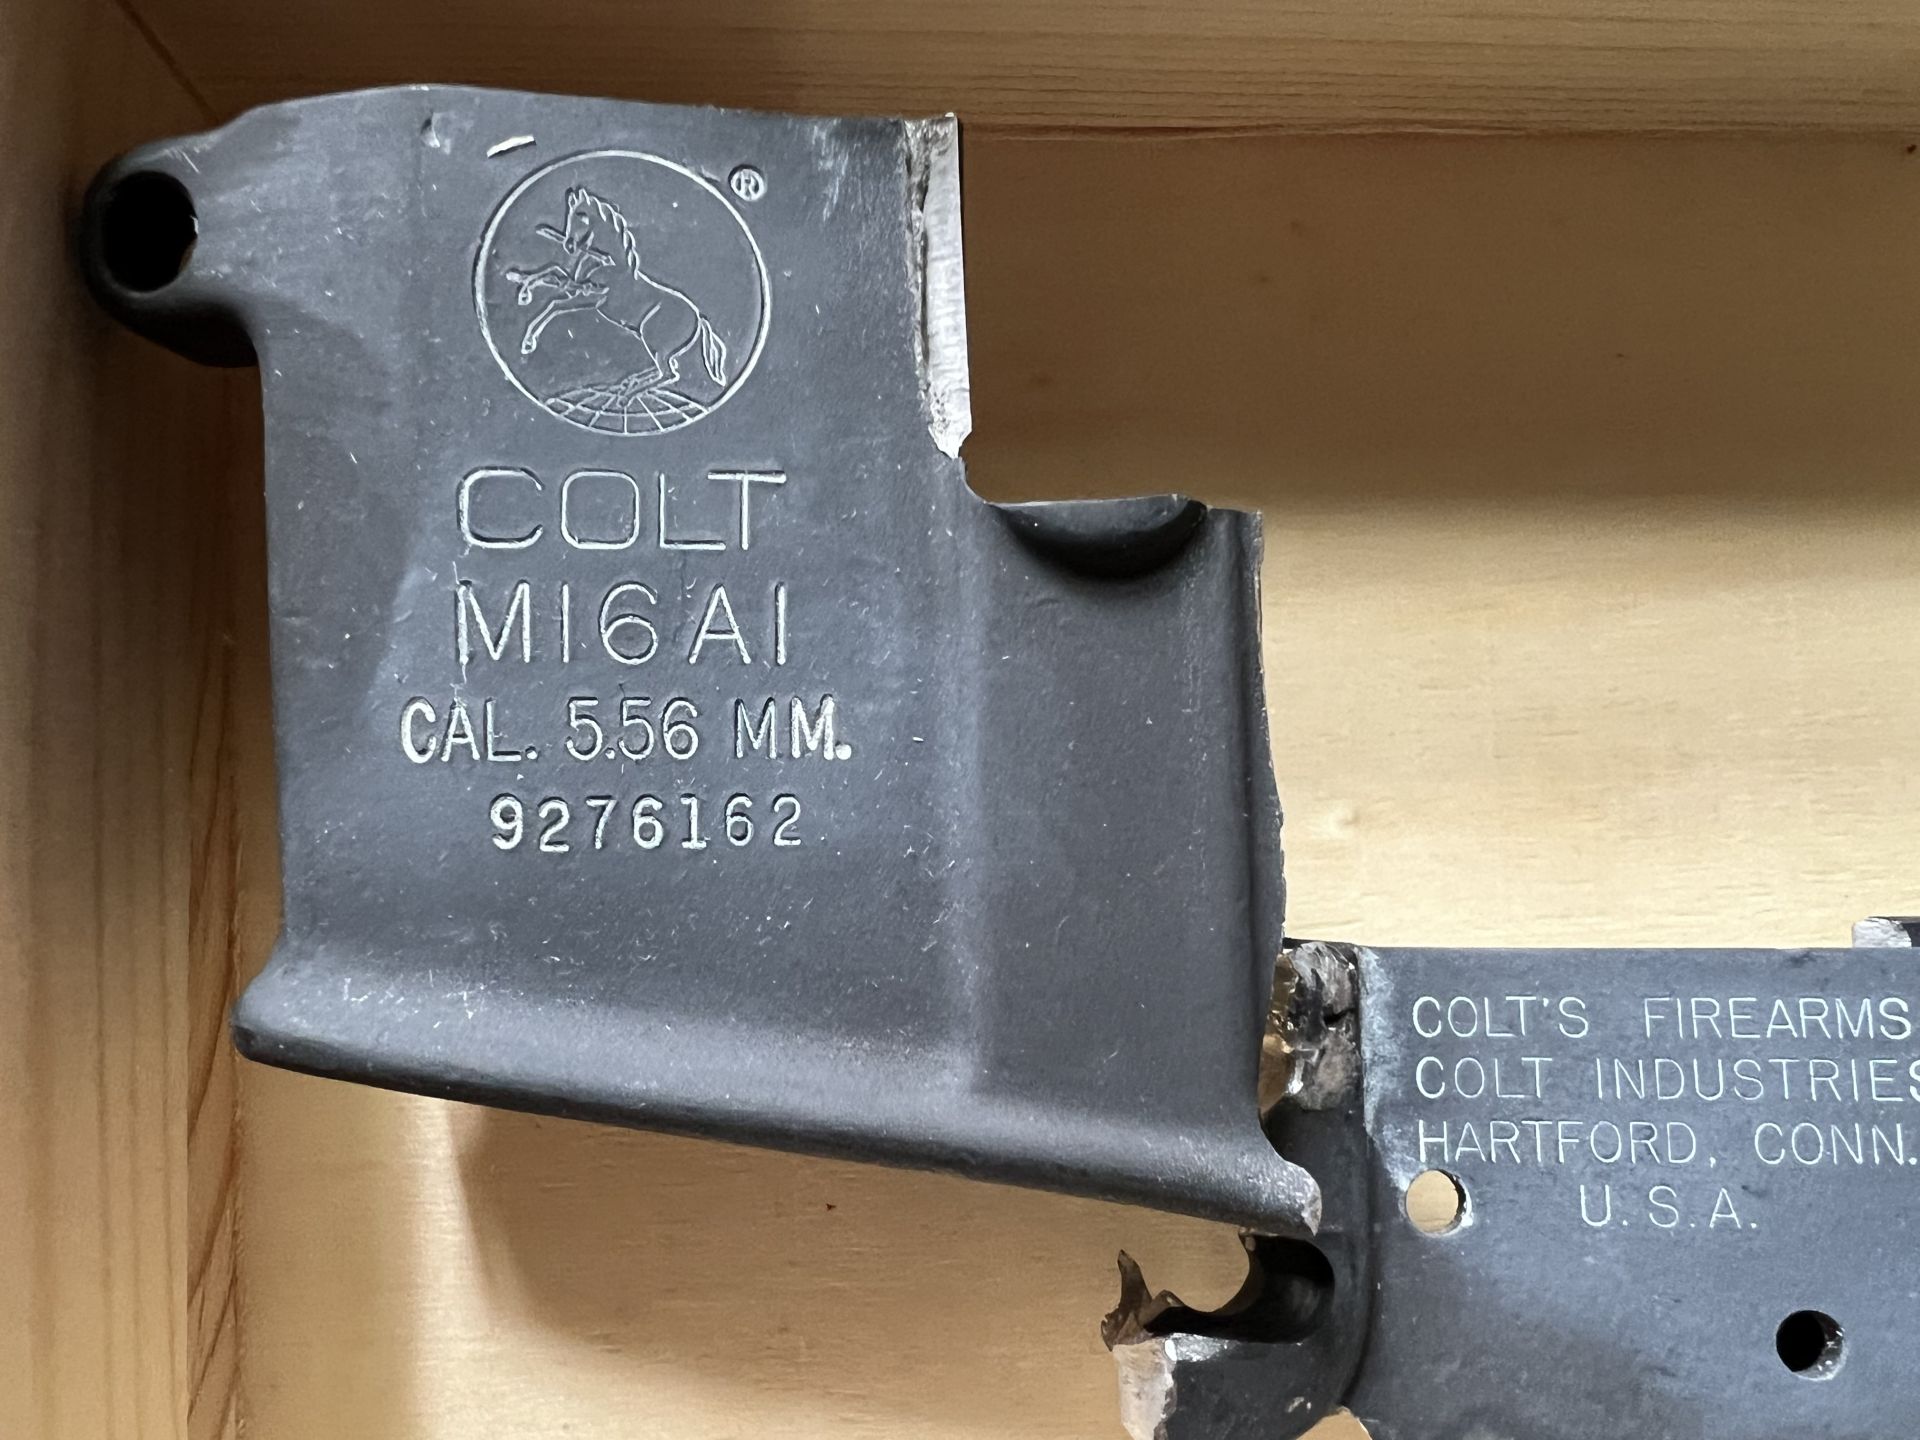 ®
COLT
M16A1
CAL. 5.56 MM.
9276162
COLT'S FIREARMS
COLT INDUSTRIES
HARTFORD, CONN.
U.S.A.